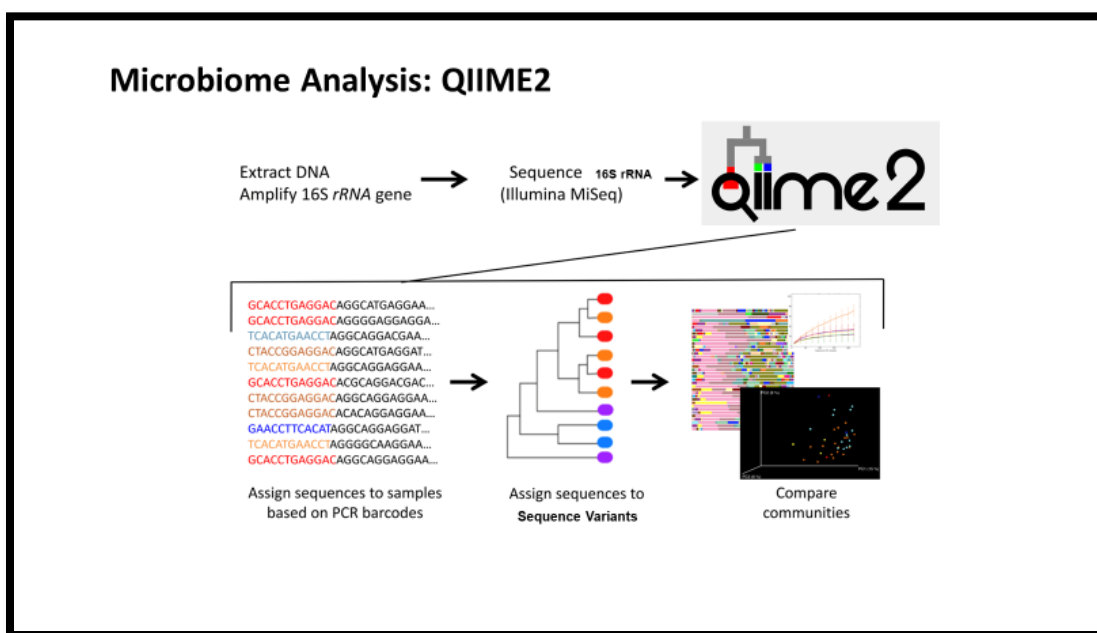 Microbiome Analysis: QIIME2
Extract DNA
Amplify 16S rRNA gene
Sequence 16S rRNA
(Illumina MiSeq)
qiime2
GCACCTGAGGACAGGCATGAGGAA...
GCACCTGAGGACAGGGGAGGAGGA...
TCACATGAACCTAGGCAGGACGAA...
CTACCGGAGGACAGGCATGAGGAT...
TCACATGAACCTAGGCAGGAGGAA...
GCACCTGAGGACACGCAGGACGAC...
CTACCGGAGGACAGGCAGGAGGAA...
CTACCGGAGGACACACAGGAGGAA...
GAACCTTCACATAGGCAGGAGGAT...
TCACATGAACCTAGGGGCAAGGAA...
GCACCTGAGGACAGGCAGGAGGAA...
Assign sequences to samples
based on PCR barcodes
Assign sequences to
Sequence Variants
Compare
communities